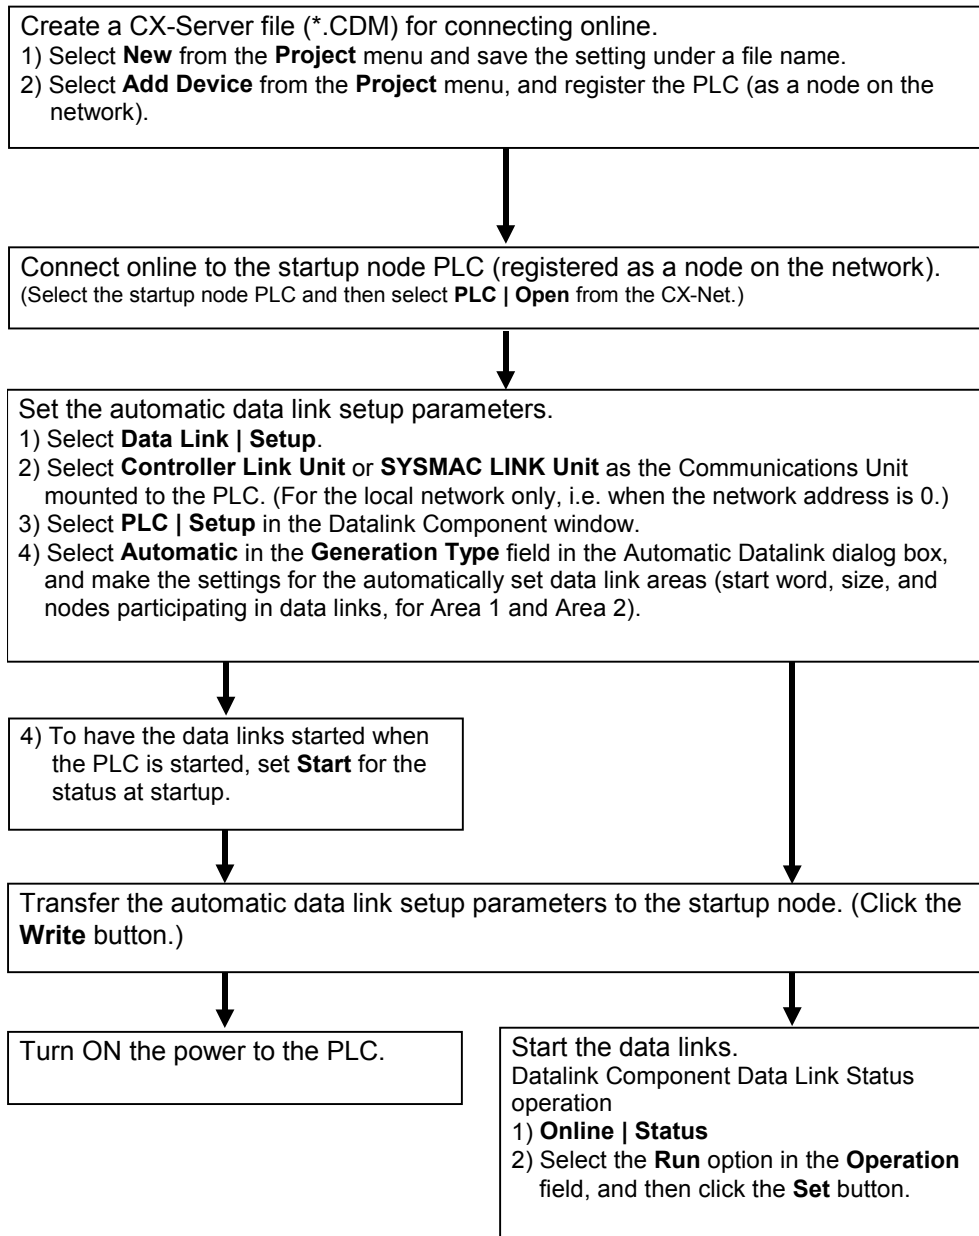 Create a CX-Server file (*.CDM) for connecting online.
1) Select New from the Project menu and save the setting under a file name.
2) Select Add Device from the Project menu, and register the PLC (as a node on the
network).
Connect online to the startup node PLC (registered as a node on the network).
(Select the startup node PLC and then select PLC | Open from the CX-Net.)
Set the automatic data link setup parameters.
1) Select Data Link | Setup.
2) Select Controller Link Unit or SYSMAC LINK Unit as the Communications Unit
mounted to the PLC. (For the local network only, i.e. when the network address is 0.)
3) Select PLC | Setup in the Datalink Component window.
4) Select Automatic in the Generation Type field in the Automatic Datalink dialog box,
and make the settings for the automatically set data link areas (start word, size, and
nodes participating in data links, for Area 1 and Area 2).
4) To have the data links started when
the PLC is started, set Start for the
status at startup.
Transfer the automatic data link setup parameters to the startup node. (Click the
Write button.)
Turn ON the power to the PLC.
Start the data links.
Datalink Component Data Link Status
operation
1) Online | Status
2) Select the Run option in the Operation
field, and then click the Set button.